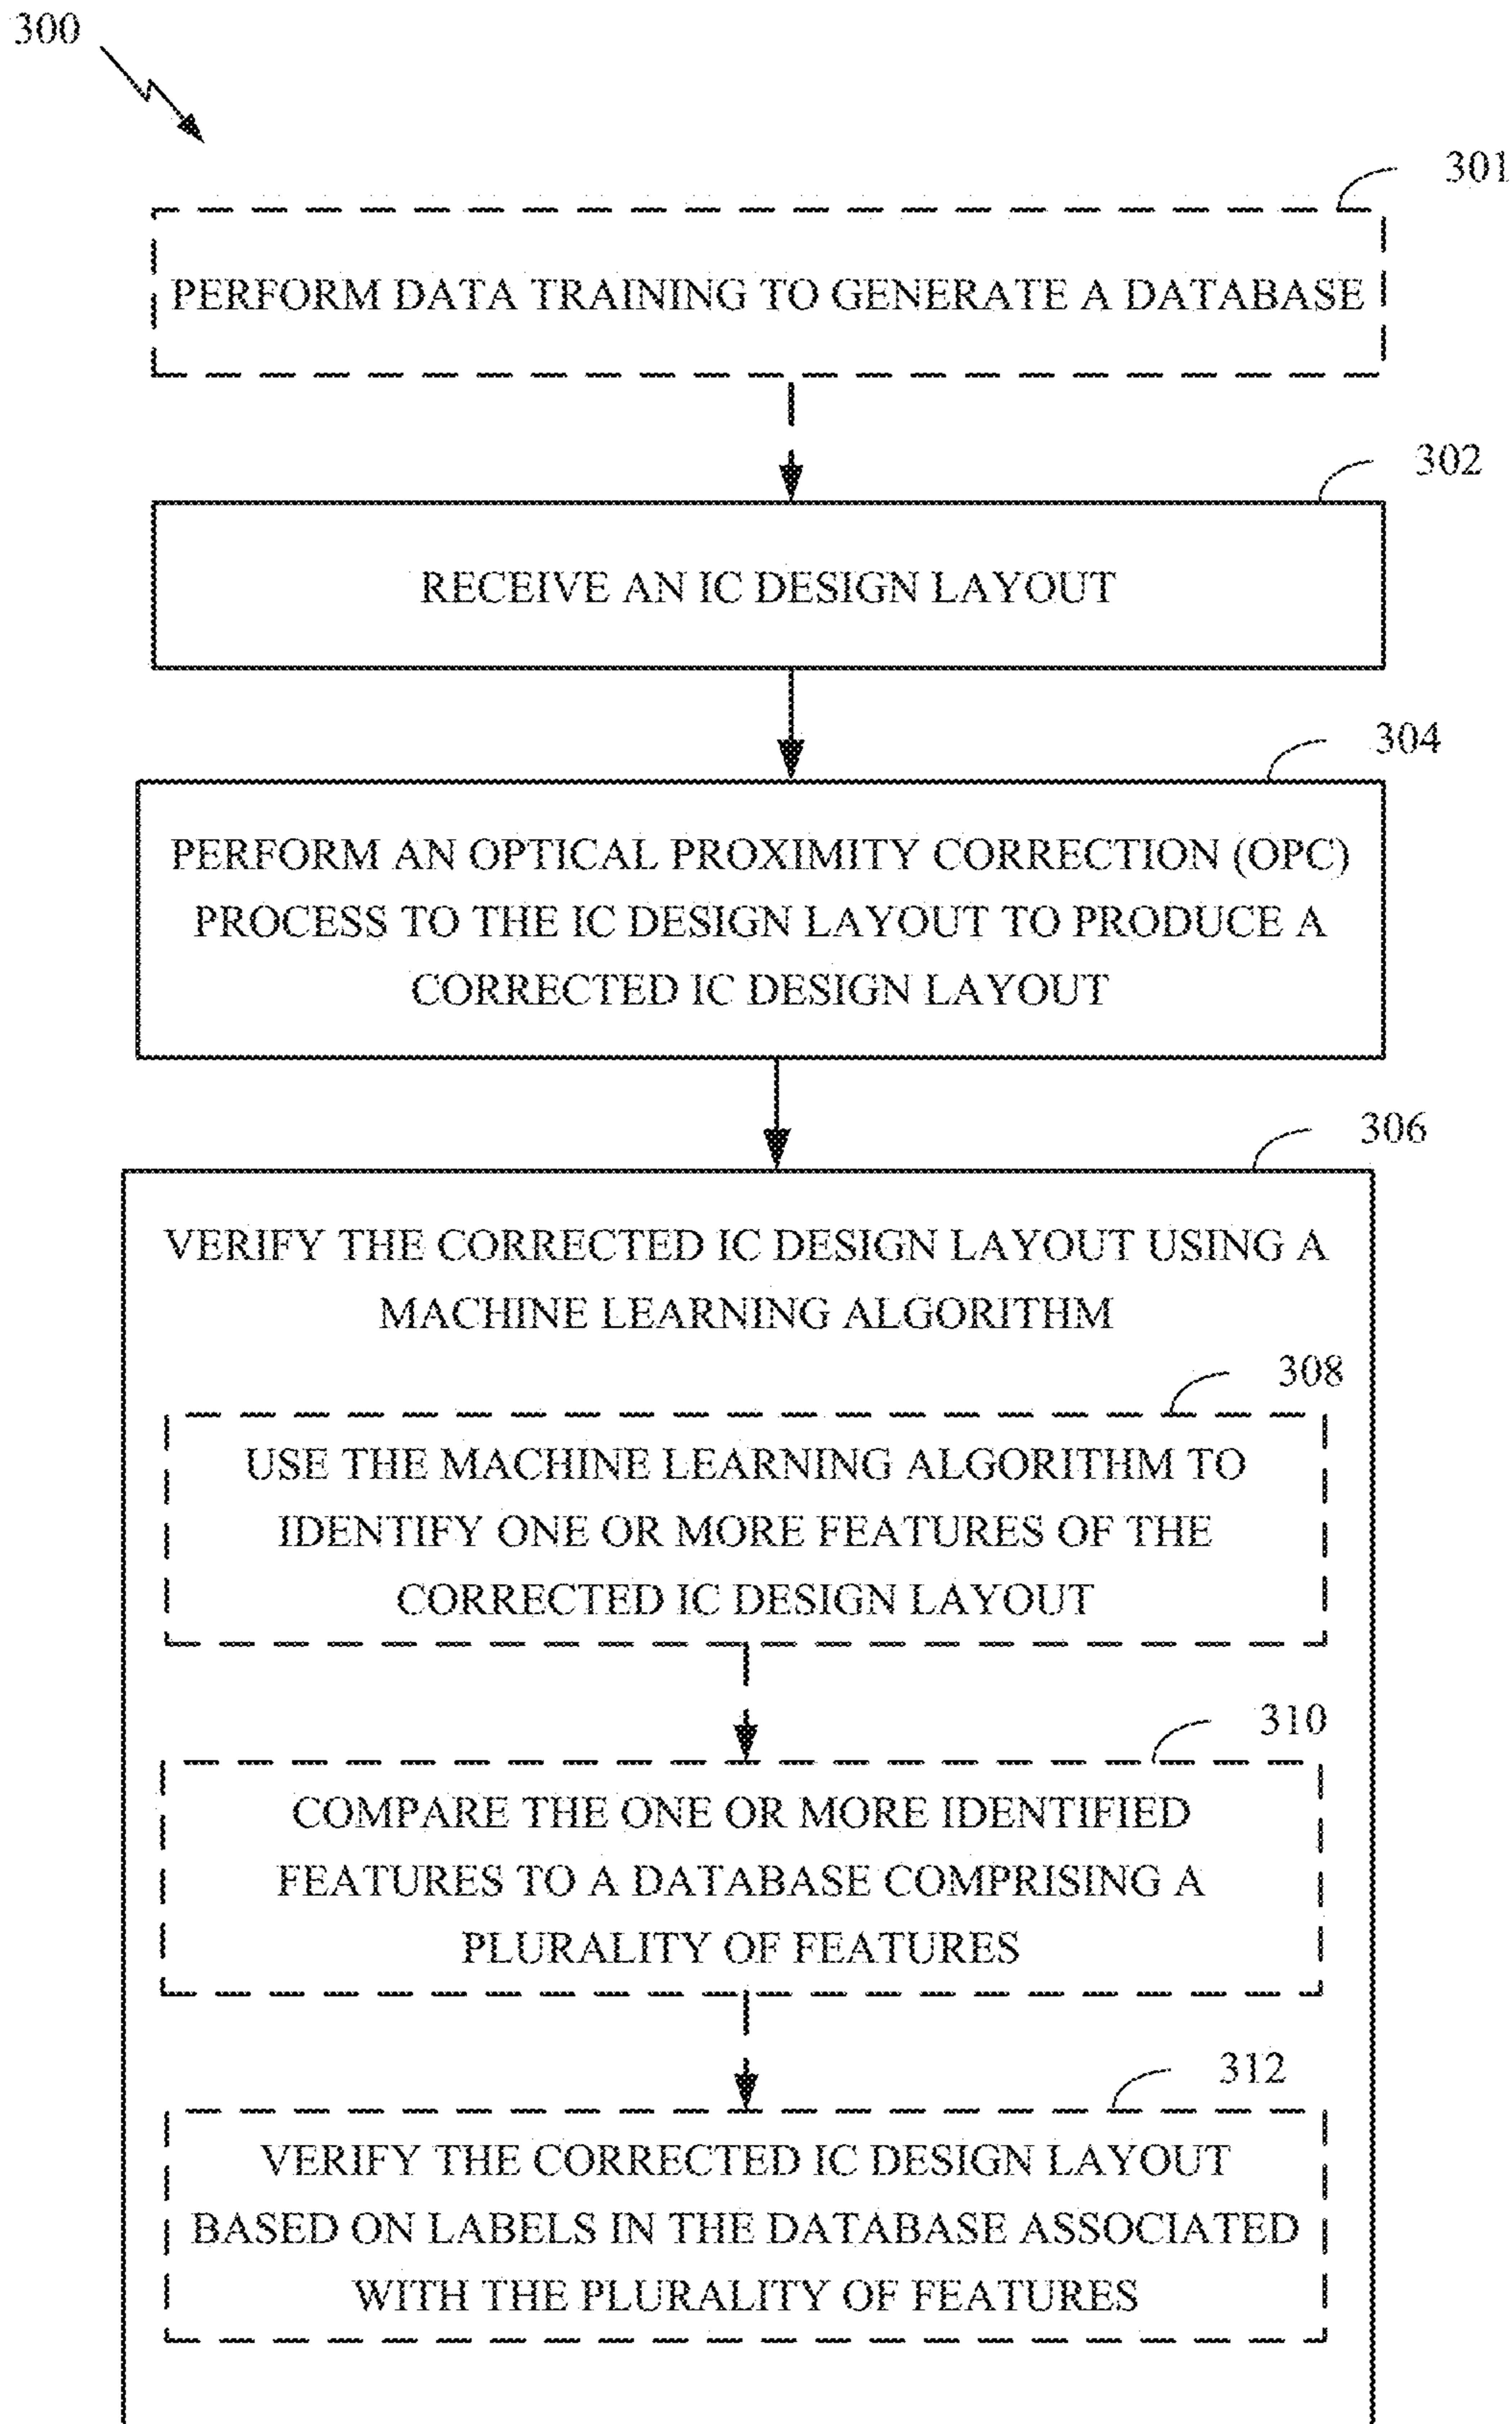 300
301
PERFORM DATA TRAINING TO GENERATE A DATABASE
302
RECEIVE AN IC DESIGN LAYOUT
304
PERFORM AN OPTICAL PROXIMITY CORRECTION (OPC)
PROCESS TO THE IC DESIGN LAYOUT TO PRODUCE A
CORRECTED IC DESIGN LAYOUT
306
VERIFY THE CORRECTED IC DESIGN LAYOUT USING A
MACHINE LEARNING ALGORITHM
308
USE THE MACHINE LEARNING ALGORITHM TO
IDENTIFY ONE OR MORE FEATURES OF THE
CORRECTED IC DESIGN LAYOUT
310
COMPARE THE ONE OR MORE IDENTIFIED
FEATURES TO A DATABASE COMPRISING A
PLURALITY OF FEATURES
312
VERIFY THE CORRECTED IC DESIGN LAYOUT
BASED ON LABELS IN THE DATABASE ASSOCIATED
WITH THE PLURALITY OF FEATURES